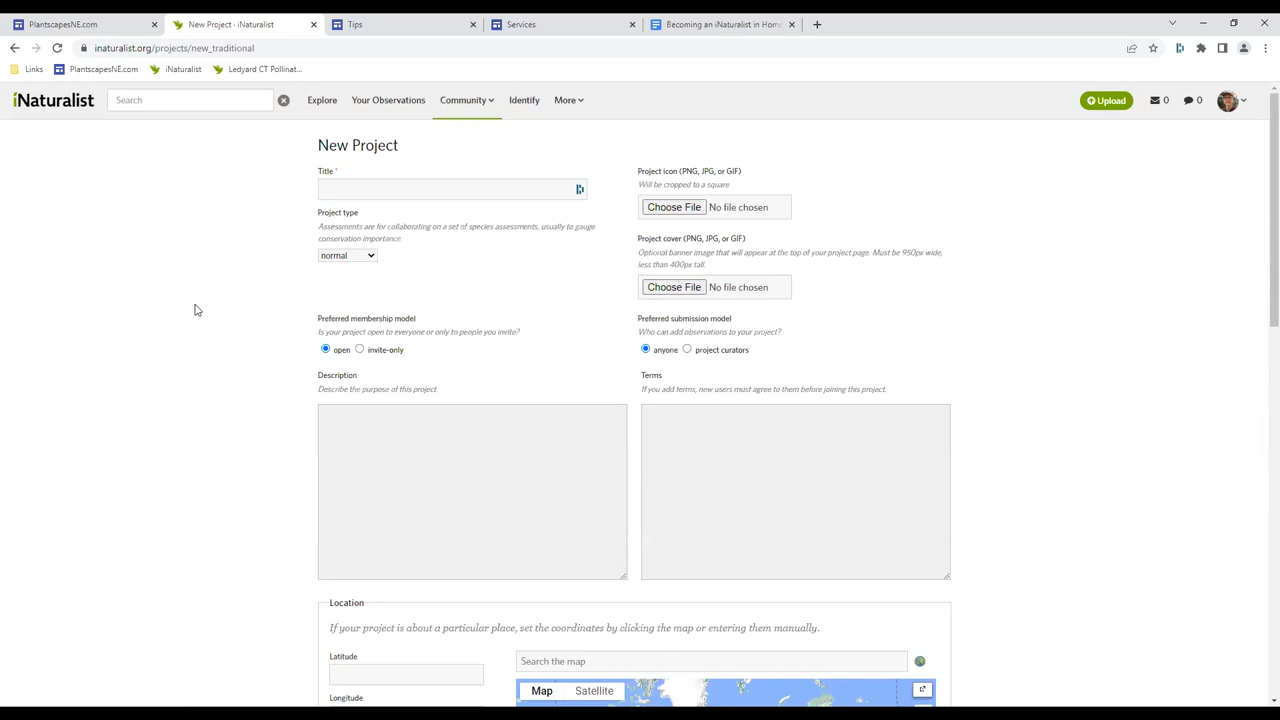 PlantscapesNE.com
New Project · iNaturalist
Tips
Services
Becoming an iNaturalist in Hom
inaturalist.org/projects/new_traditional
Links
PlantscapesNE.com
iNaturalist
Ledyard CT Pollinat...
iNaturalist
Search
Explore
Your Observations
Community
Identify
More
Upload
0
0
New Project
Title *
Project type
Assessments are for collaborating on a set of species assessments, usually to gauge
conservation importance.
normal
Project icon (PNG, JPG, or GIF)
Will be cropped to a square
Choose File No file chosen
Project cover (PNG, JPG, or GIF)
Optional banner image that will appear at the top of your project page. Must be 950px wide,
less than 400px tall.
Choose File No file chosen
Preferred membership model
Is your project open to everyone or only to people you invite?
open invite-only
Preferred submission model
Who can add observations to your project?
anyone project curators
Description
Describe the purpose of this project.
Terms
If you add terms, new users must agree to them before joining this project.
Location
If your project is about a particular place, set the coordinates by clicking the map or entering them manually.
Latitude
Search the map
Longitude
Map Satellite